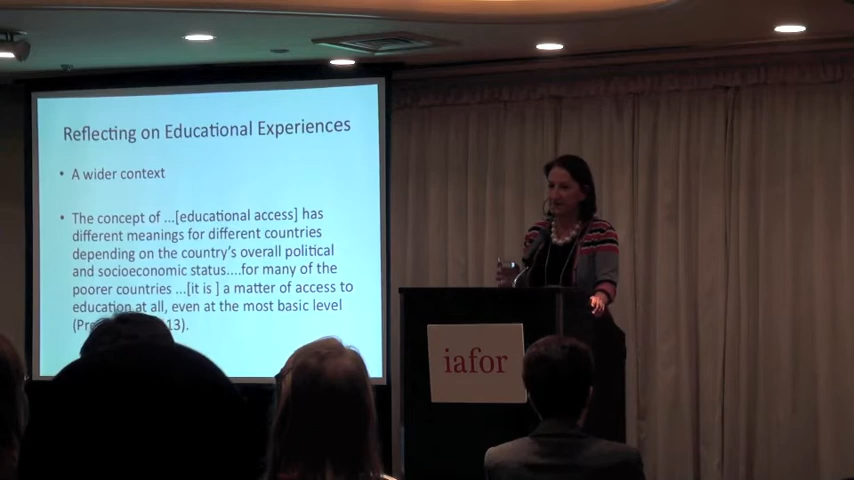 Reflecting on Educational Experiences
• A wider context
• The concept of ...[educational access] has
different meanings for different countries
depending on the country's overall political
and socioeconomic status....for many of the
poorer countries ...[it is ] a matter of access to
education at all, even at the most basic level
13).
iafor